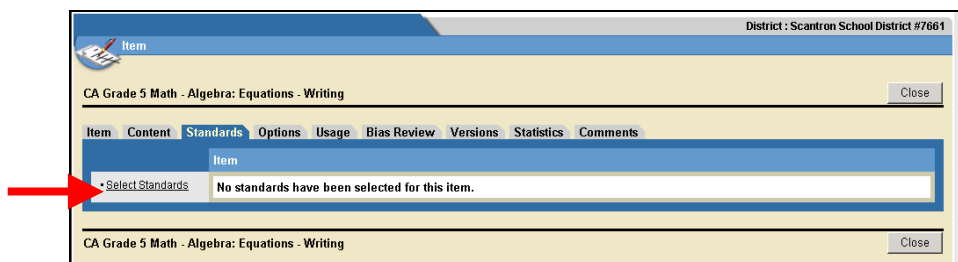 District : Scantron School District #7661
Item
CA Grade 5 Math - Algebra: Equations - Writing
Close
Item Content Standards Options Usage Bias Review Versions Statistics Comments
Item
• Select Standards
No standards have been selected for this item.
CA Grade 5 Math - Algebra: Equations - Writing
Close